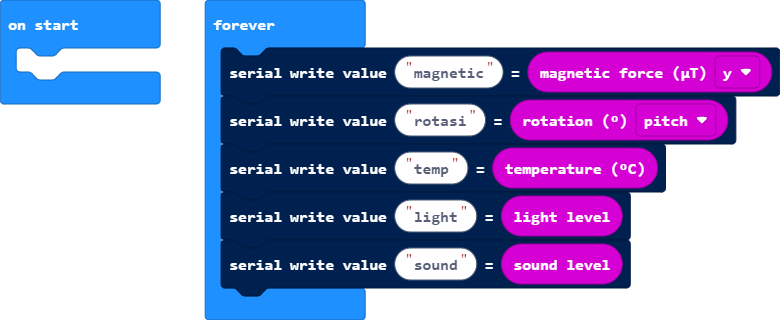 on start
forever
serial write value "magnetic" = magnetic force (µT) y
serial write value "rotasi" = rotation (º) pitch
serial write value "temp" = temperature (ºC)
serial write value "light" = light level
serial write value "sound" = sound level